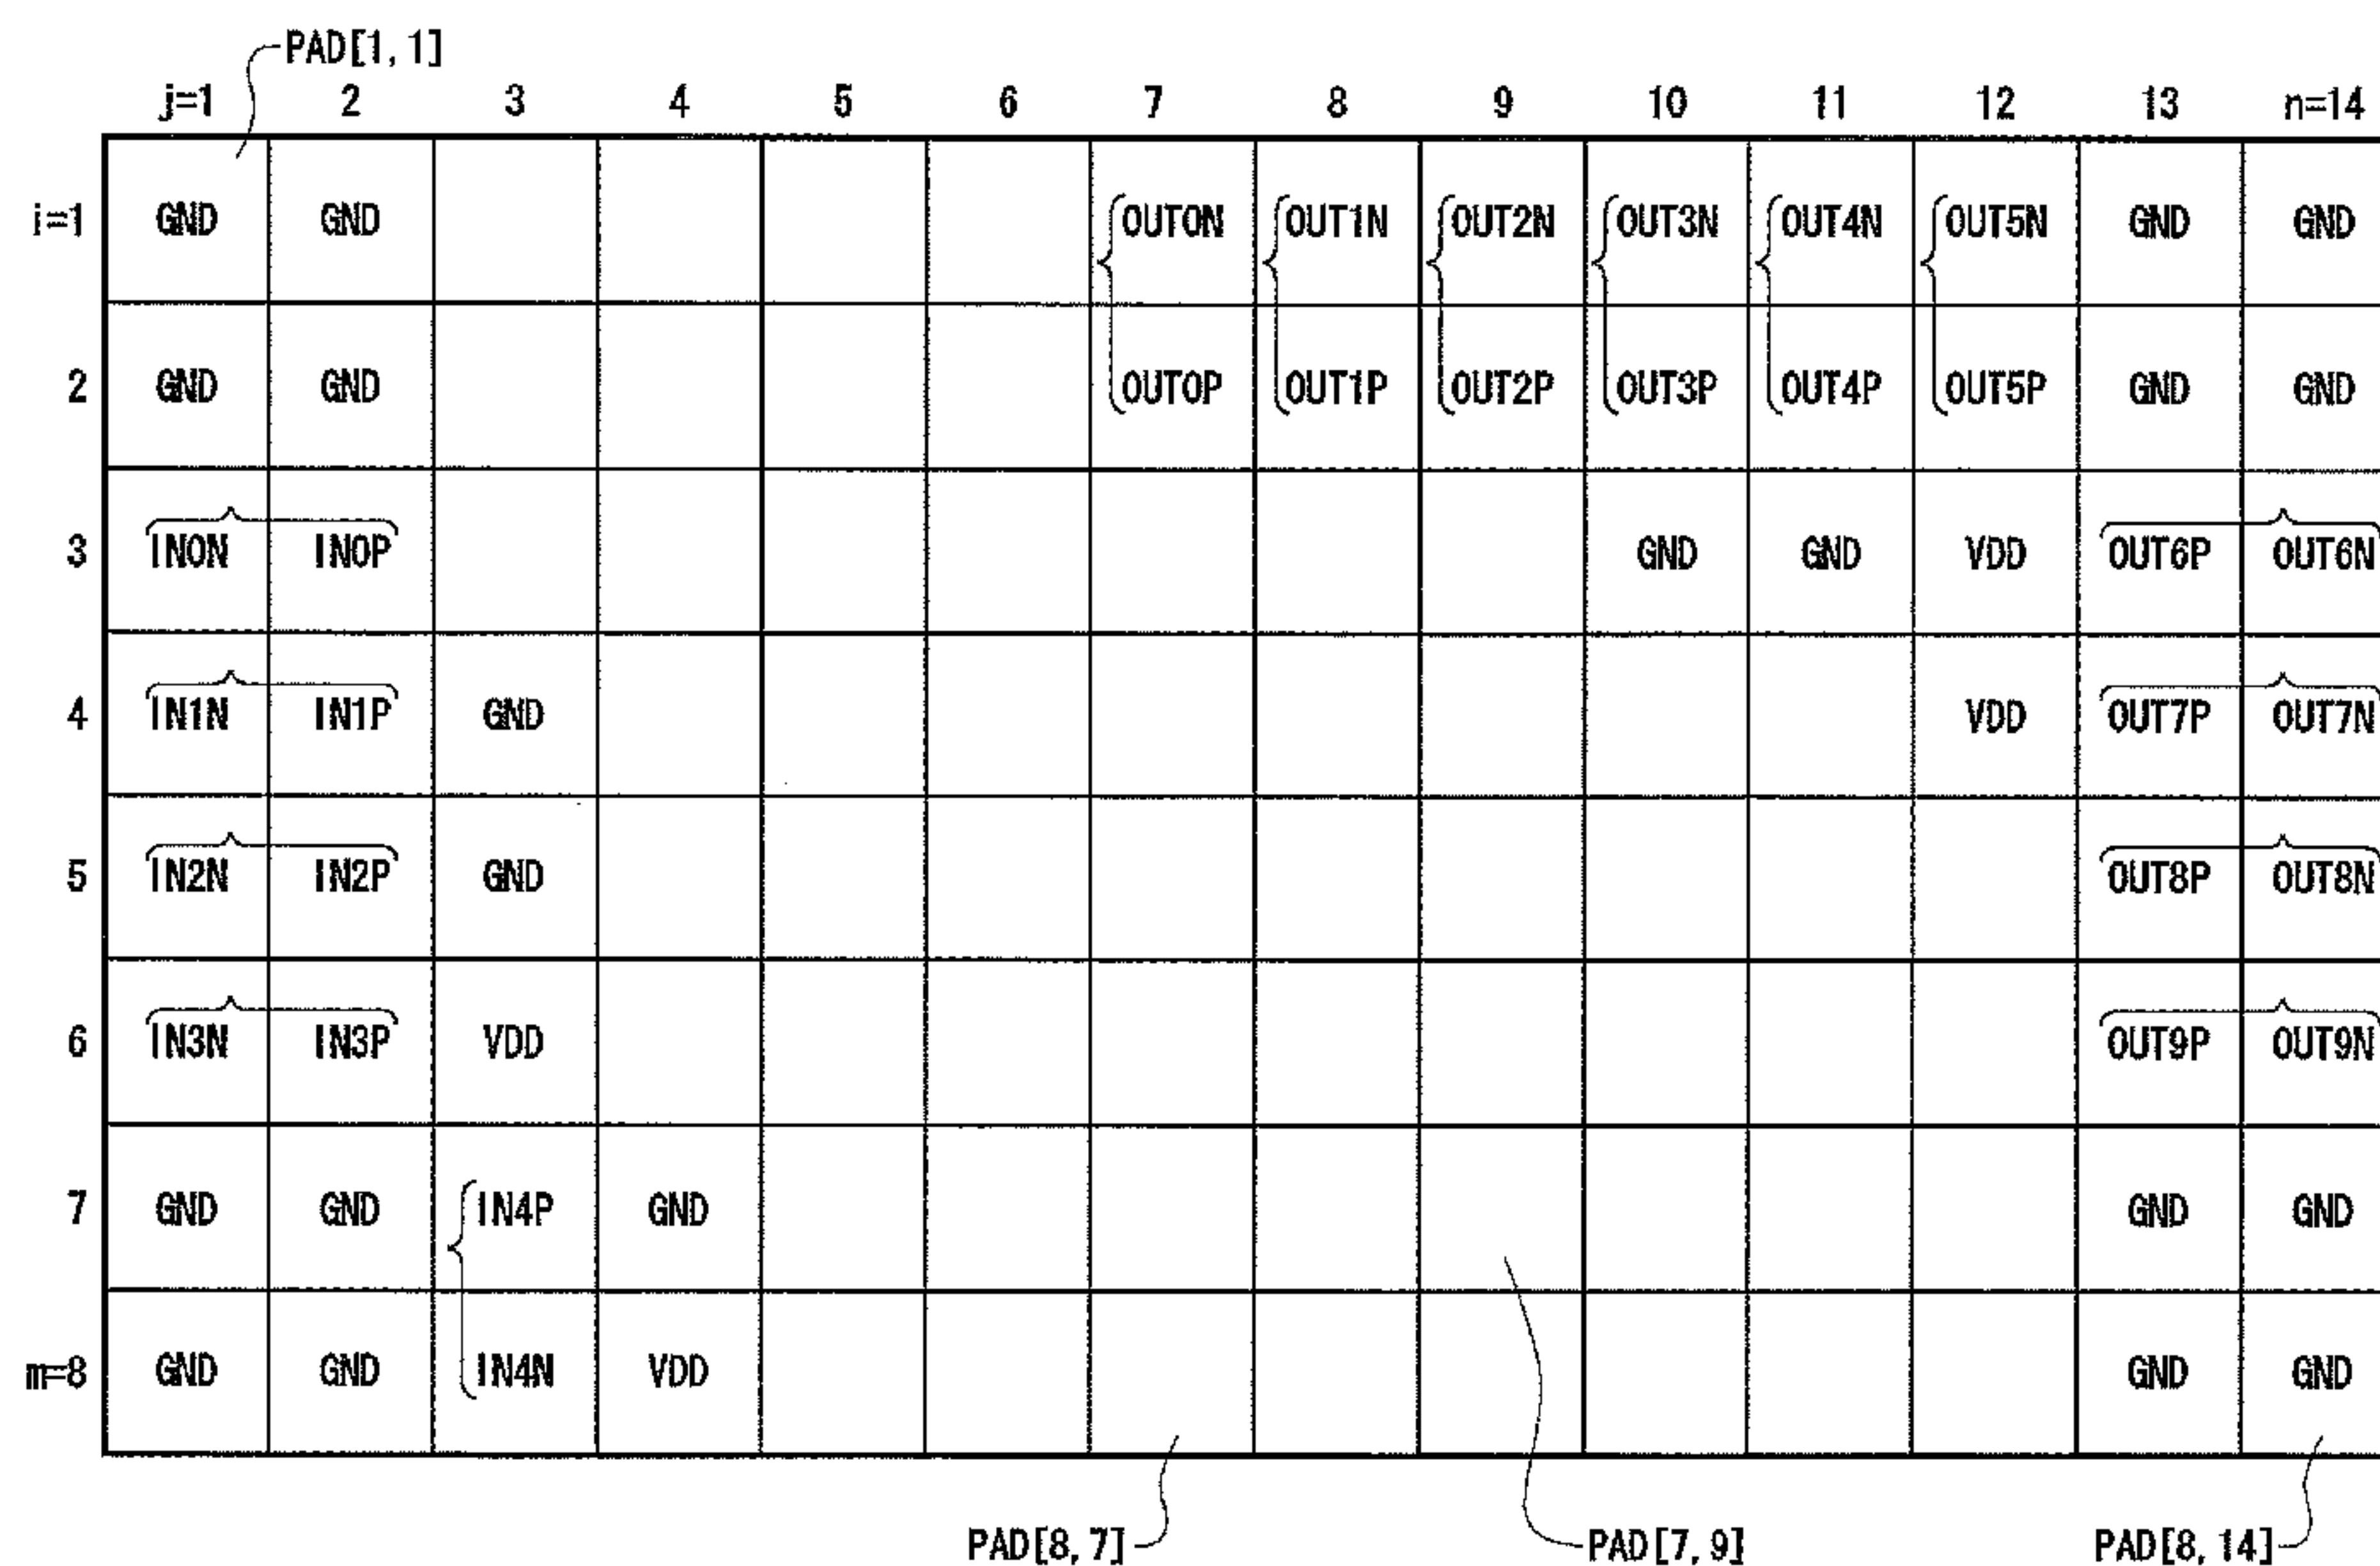 PAD[1, 1]
j=1 2 3 4 5 6 7 8 9 10 11 12 13 n=14
i=1 GND GND OUT0N OUT1N OUT2N OUT3N OUT4N OUT5N GND GND
2 GND GND OUT0P OUT1P OUT2P OUT3P OUT4P OUT5P GND GND
3 IN0N IN0P GND GND VDD OUT6P OUT6N
4 IN1N IN1P GND VDD OUT7P OUT7N
5 IN2N IN2P GND OUT8P OUT8N
6 IN3N IN3P VDD OUT9P OUT9N
7 GND GND IN4P GND GND GND
m=8 GND GND IN4N VDD GND GND
PAD[8, 7] PAD[7, 9] PAD[8, 14]